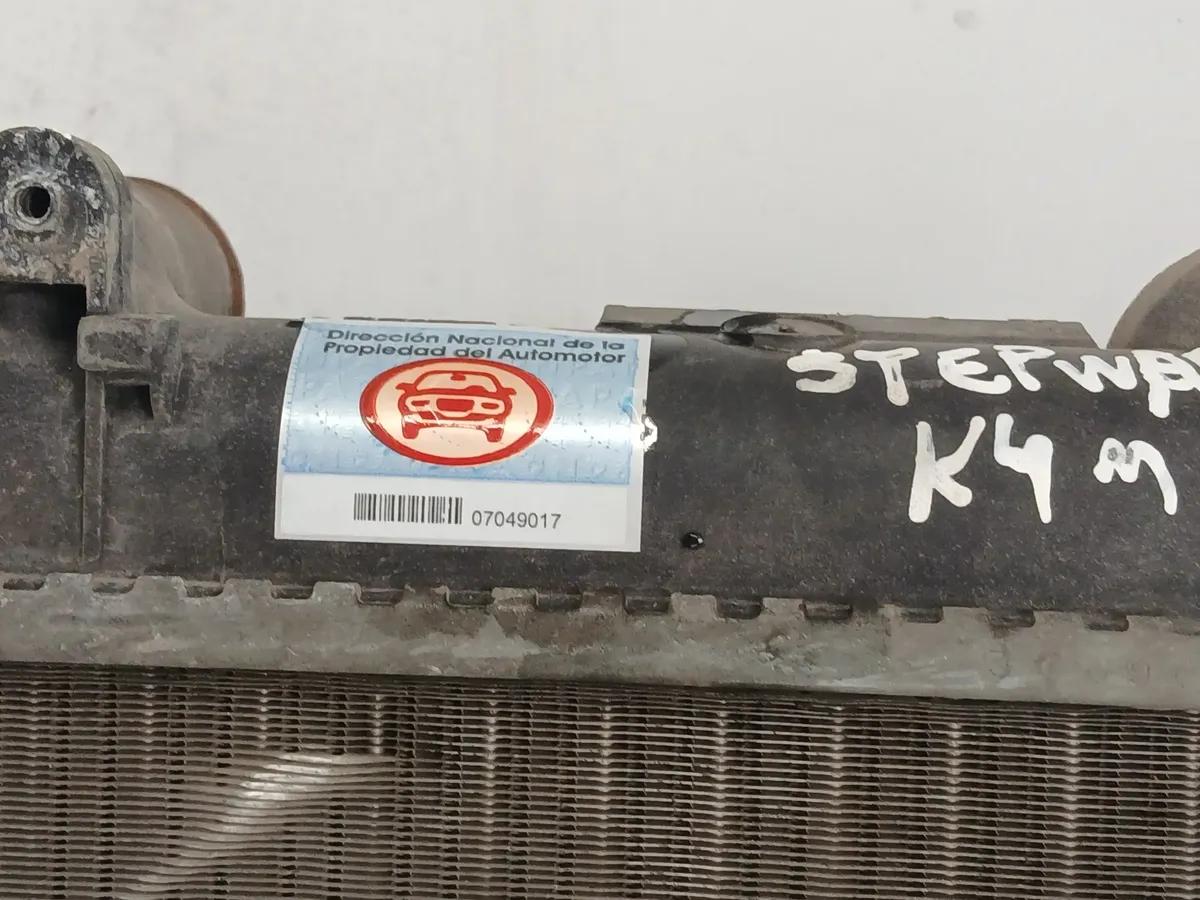 Dirección Nacional de la
Propiedad del Automotor
07049017
STEPWA
K4m